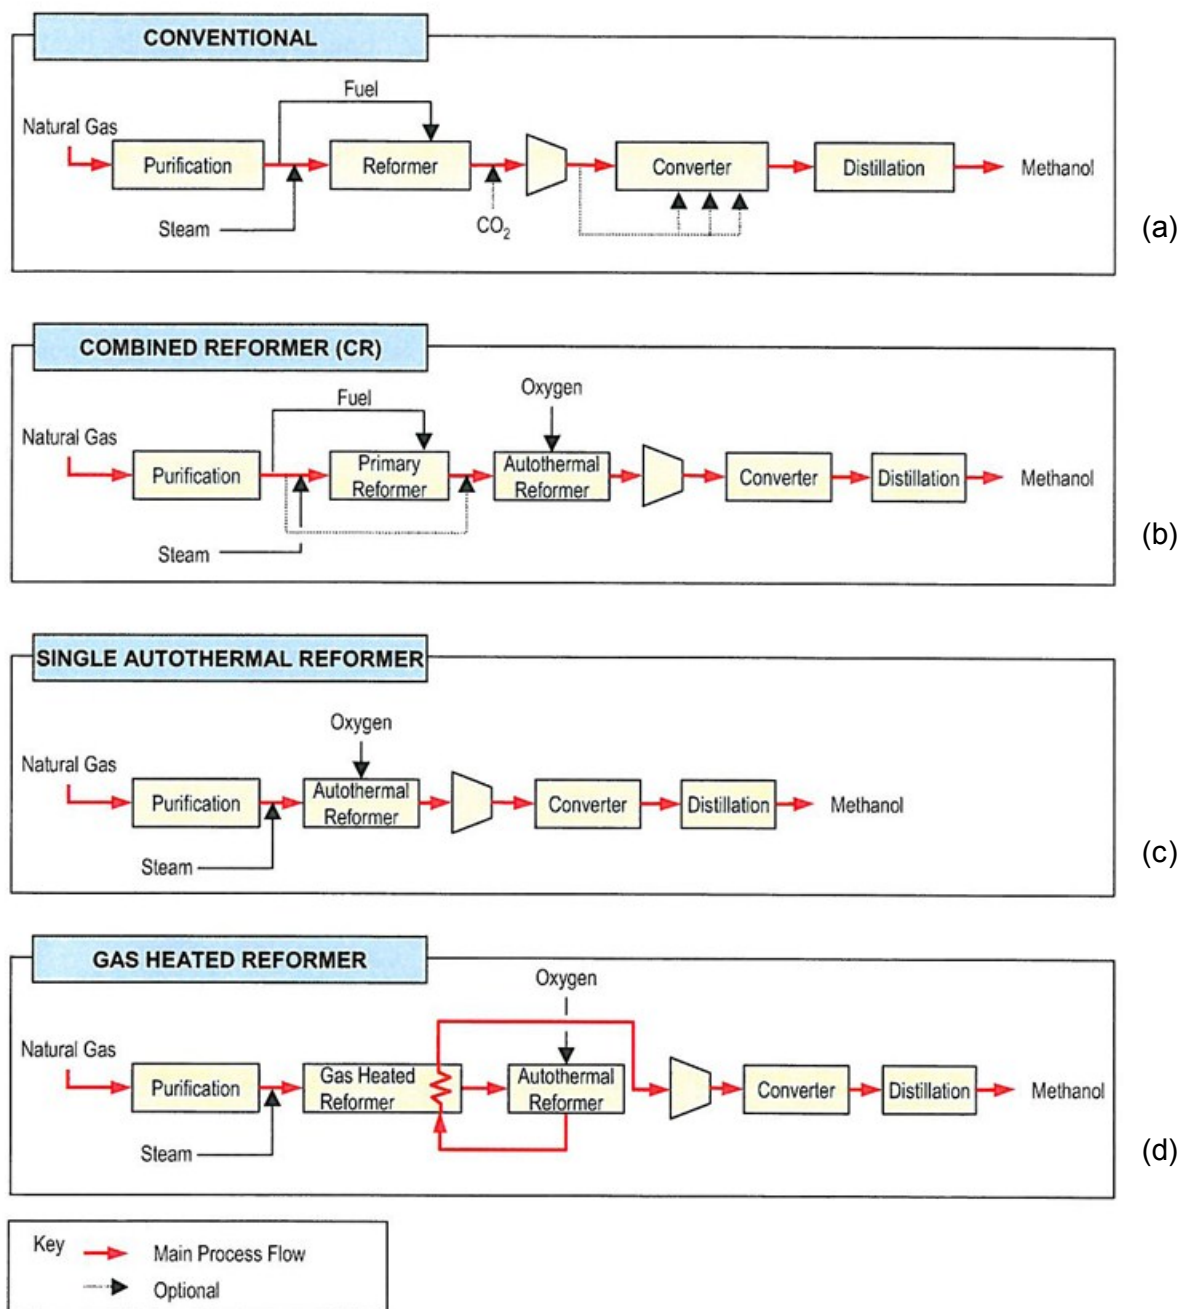 CONVENTIONAL
Fuel
Natural Gas
Purification
Reformer
Converter
Distillation
Methanol
Steam
CO₂
(a)
COMBINED REFORMER (CR)
Oxygen
Fuel
Natural Gas
Purification
Primary
Reformer
Autothermal
Reformer
Converter
Distillation
Methanol
Steam
(b)
SINGLE AUTOTHERMAL REFORMER
Oxygen
Natural Gas
Purification
Autothermal
Reformer
Converter
Distillation
Methanol
Steam
(c)
GAS HEATED REFORMER
Oxygen
Natural Gas
Purification
Gas Heated
Reformer
Autothermal
Reformer
Converter
Distillation
Methanol
Steam
(d)
Key
Main Process Flow
Optional